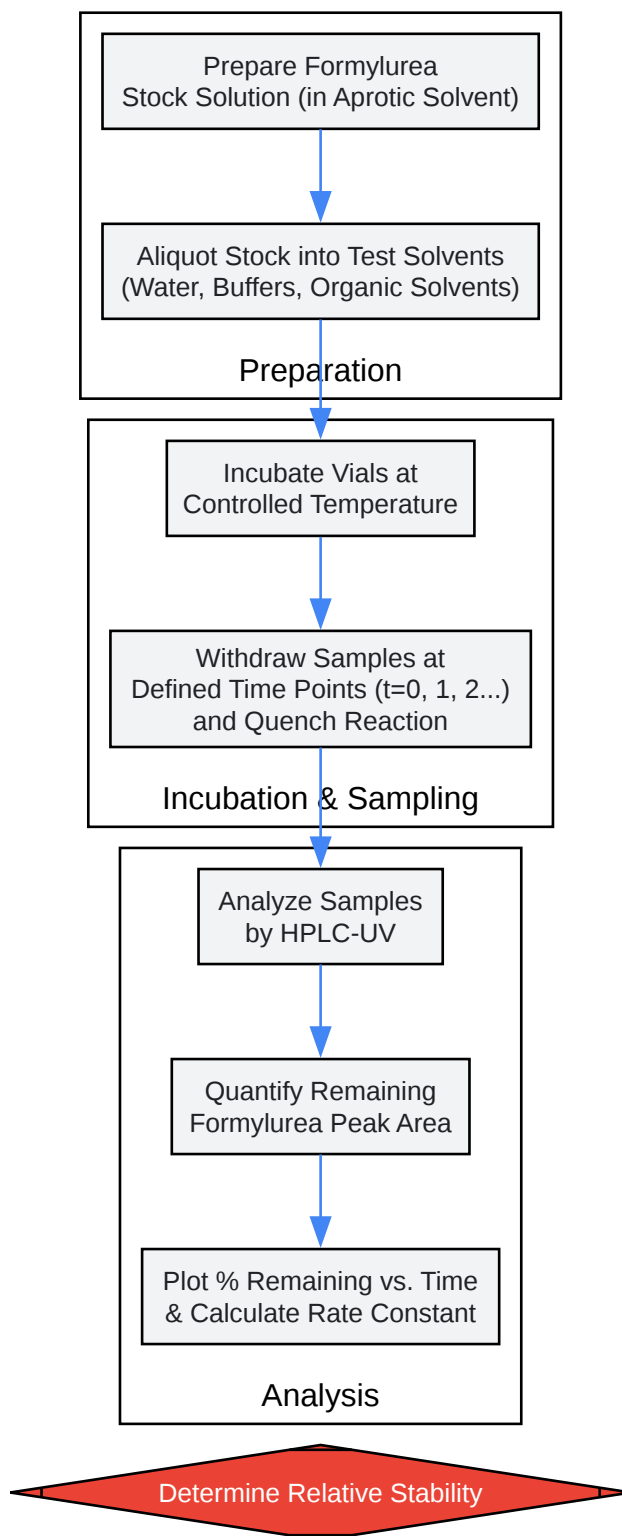 Prepare Formylurea
Stock Solution (in Aprotic Solvent)
Aliquot Stock into Test Solvents
(Water, Buffers, Organic Solvents)
Preparation
Incubate Vials at
Controlled Temperature
Withdraw Samples at
Defined Time Points (t=0, 1, 2...)
and Quench Reaction
Incubation & Sampling
Analyze Samples
by HPLC-UV
Quantify Remaining
Formylurea Peak Area
Plot % Remaining vs. Time
& Calculate Rate Constant
Analysis
Determine Relative Stability